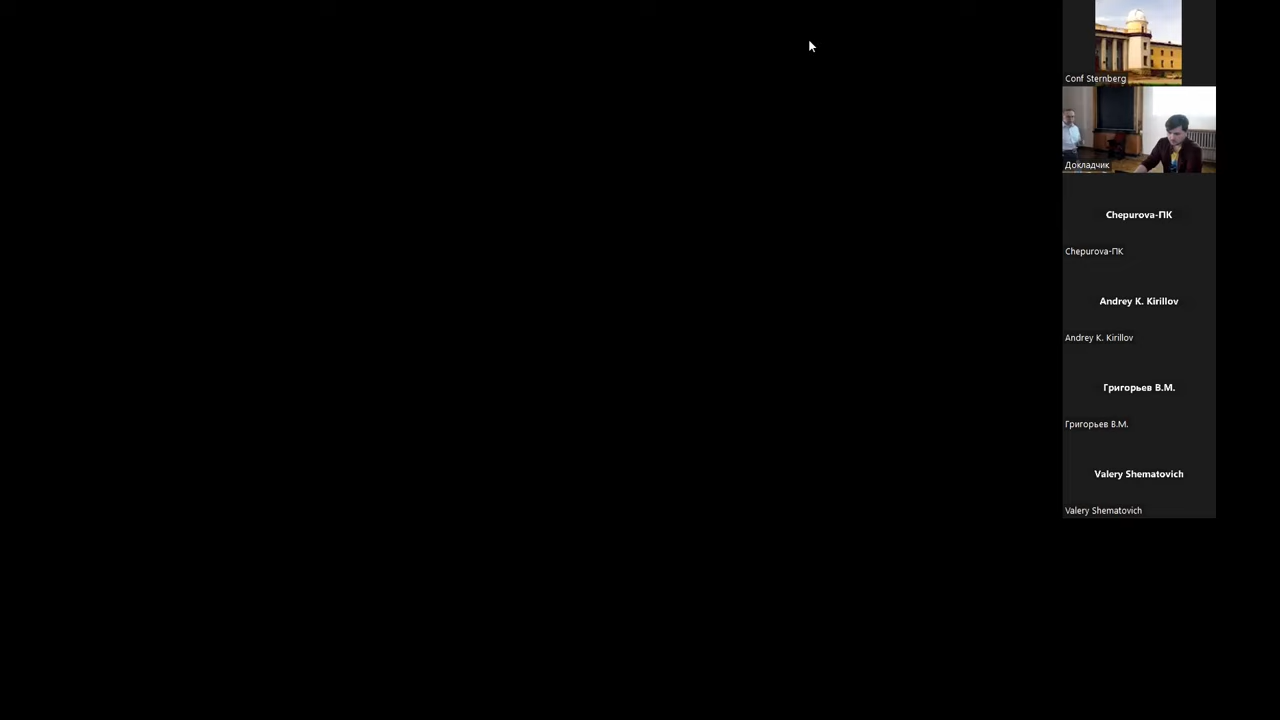 Conf Sternberg
Докладчик
Chepurova-ПК
Chepurova-ПК
Andrey K. Kirillov
Andrey K. Kirillov
Григорьев В.М.
Григорьев В.М.
Valery Shematovich
Valery Shematovich